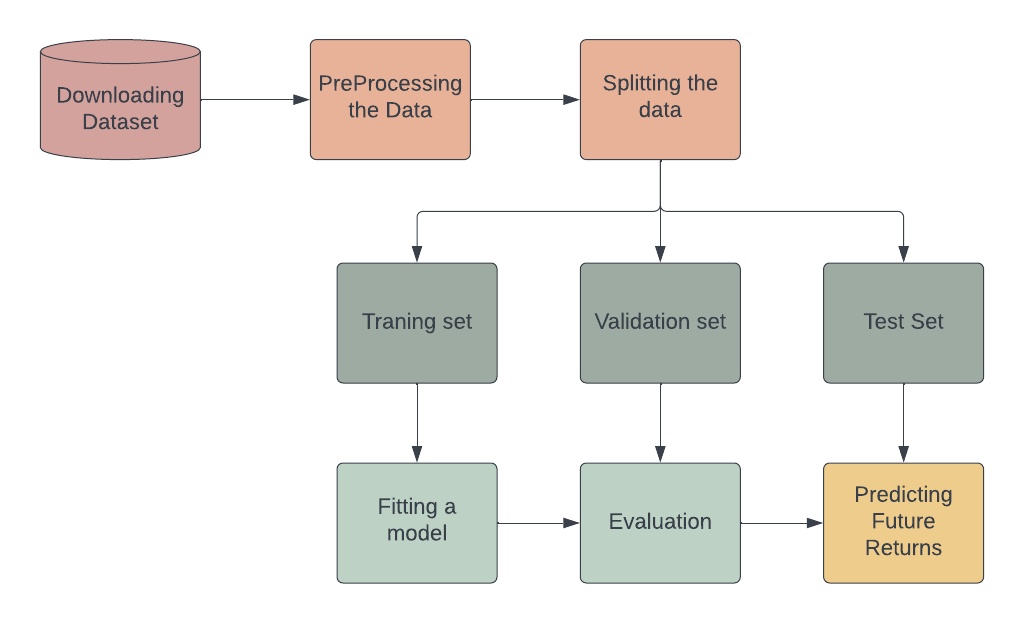 Downloading
Dataset
PreProcessing
the Data
Splitting the
data
Traning set
Validation set
Test Set
Fitting a
model
Evaluation
Predicting
Future
Returns